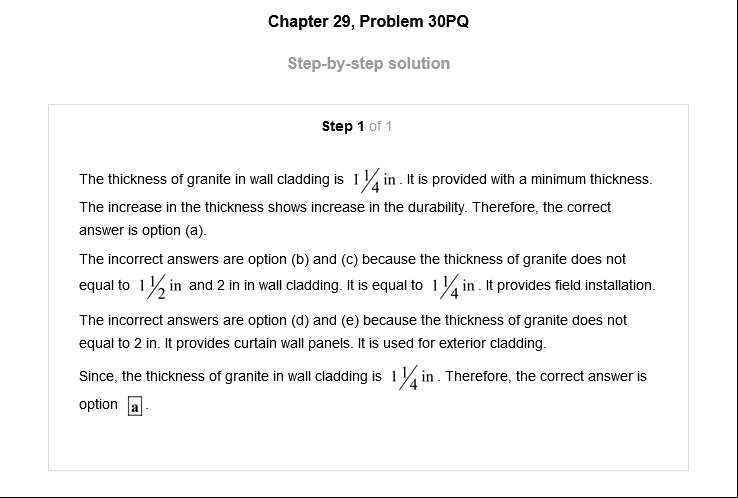 Chapter 29, Problem 30PQ
Step-by-step solution
Step 1 of 1
The thickness of granite in wall cladding is 1 1/4 in . It is provided with a minimum thickness.
The increase in the thickness shows increase in the durability. Therefore, the correct
answer is option (a).
The incorrect answers are option (b) and (c) because the thickness of granite does not
equal to 1 1/2 in and 2 in in wall cladding. It is equal to 1 1/4 in . It provides field installation.
The incorrect answers are option (d) and (e) because the thickness of granite does not
equal to 2 in. It provides curtain wall panels. It is used for exterior cladding.
Since, the thickness of granite in wall cladding is 1 1/4 in . Therefore, the correct answer is
option a .